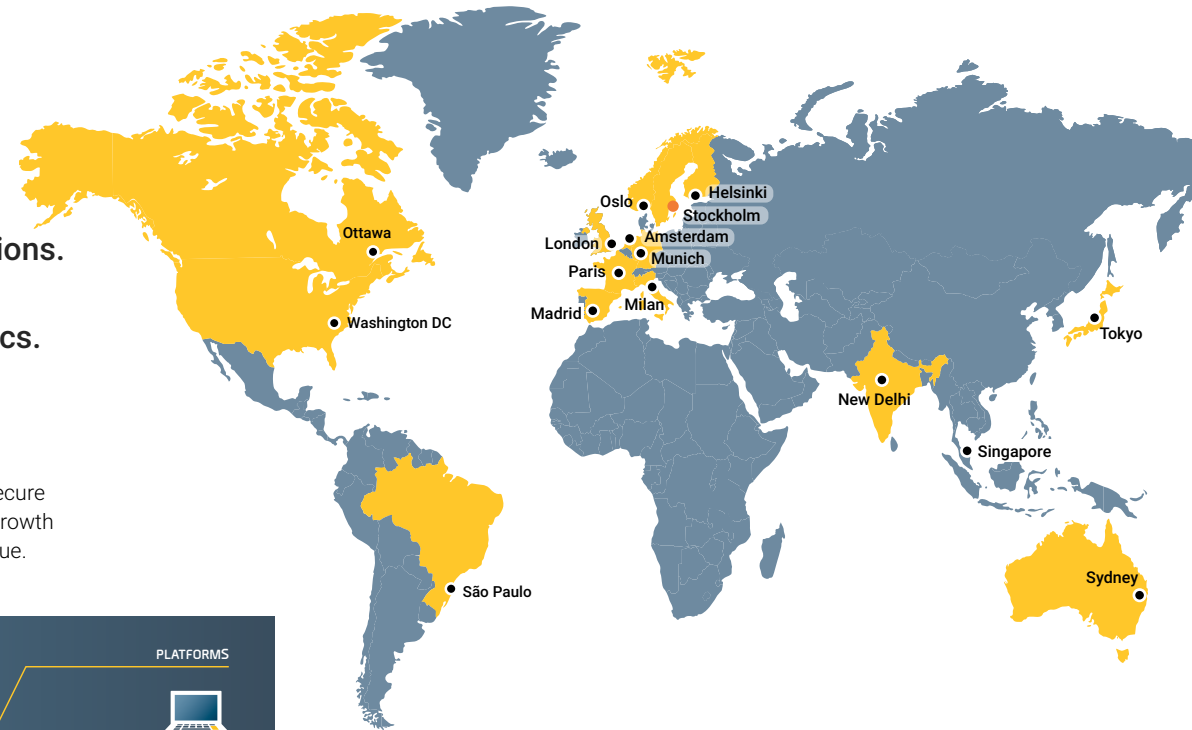 ions.
cs.
ecure
rowth
ue.
PLATFORMS
Ottawa
Washington DC
São Paulo
Oslo
Helsinki
Stockholm
London
Amsterdam
Munich
Paris
Milan
Madrid
New Delhi
Tokyo
Singapore
Sydney